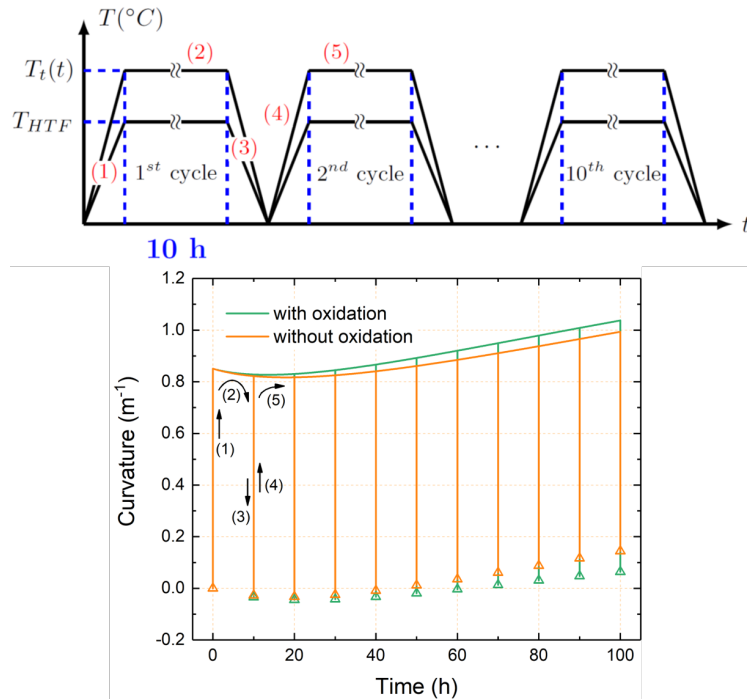 T(°C)
(2) (5)
T_t(t)
T_{HTF} (4)
(1) (3)
1^{st} cycle 2^{nd} cycle ... 10^{th} cycle
t
10 h
1.2
with oxidation
without oxidation
1.0
0.8
(2) (5)
0.6
(1)
0.4 (4)
(3)
0.2
0.0
-0.2
0 20 40 60 80 100
Curvature (m^{-1})
Time (h)